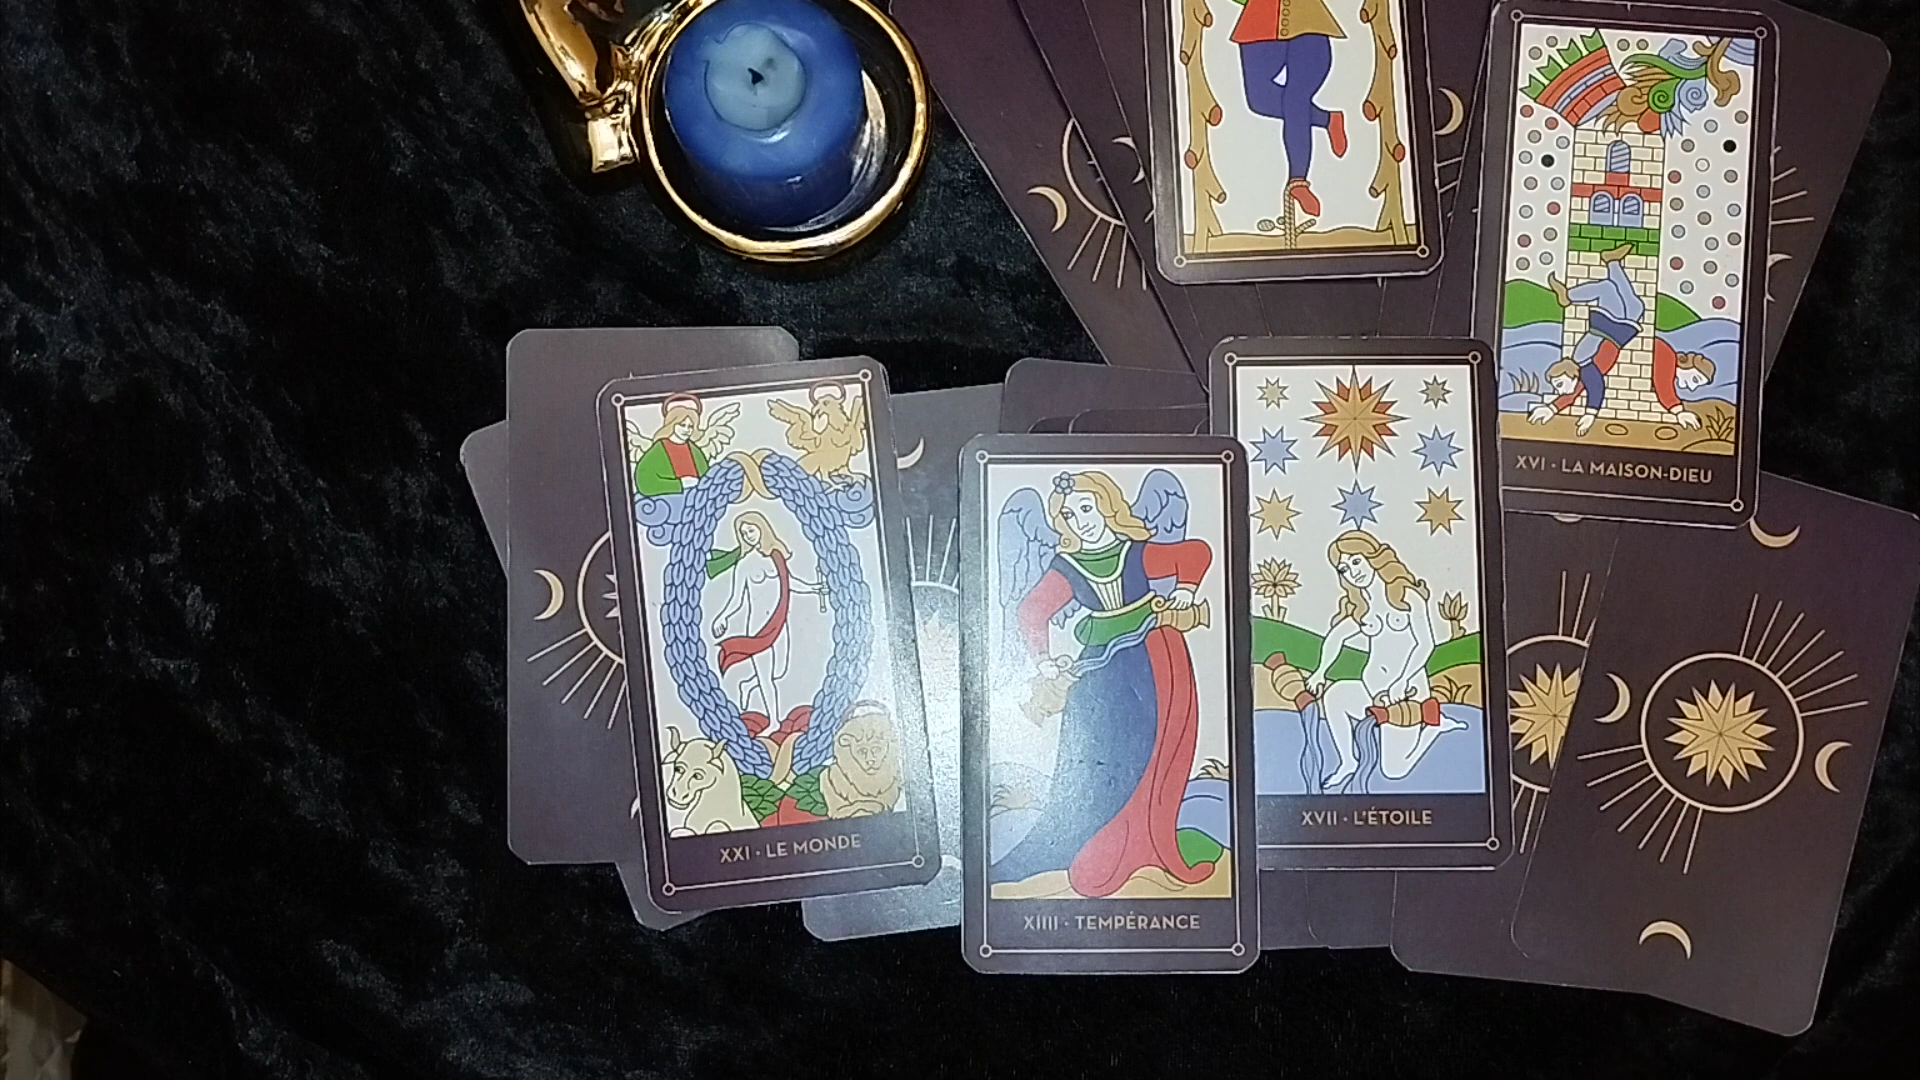 XVI · LA MAISON-DIEU
XVII · L'ÉTOILE
XXI · LE MONDE
XIIII · TEMPÉRANCE